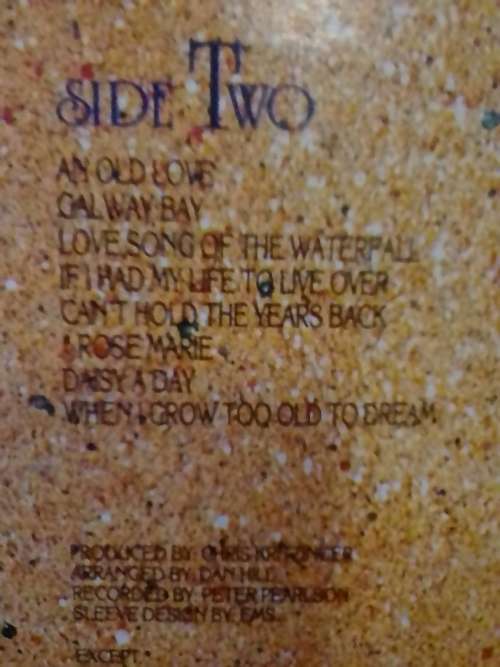 SIDE TWO
AN OLD LOVE
GALWAY BAY
LOVE SONG OF THE WATERFALL
IF I HAD MY LIFE TO LIVE OVER
CAN'T HOLD THE YEARS BACK
ROSE MARIE
DAISY A DAY
WHEN I GROW TOO OLD TO DREAM
PRODUCED BY CHRIS
ARRANGED BY DAN HILL
RECORDED BY PETER PEARLSON
SLEEVE DESIGN BY EMS
EXCEPT